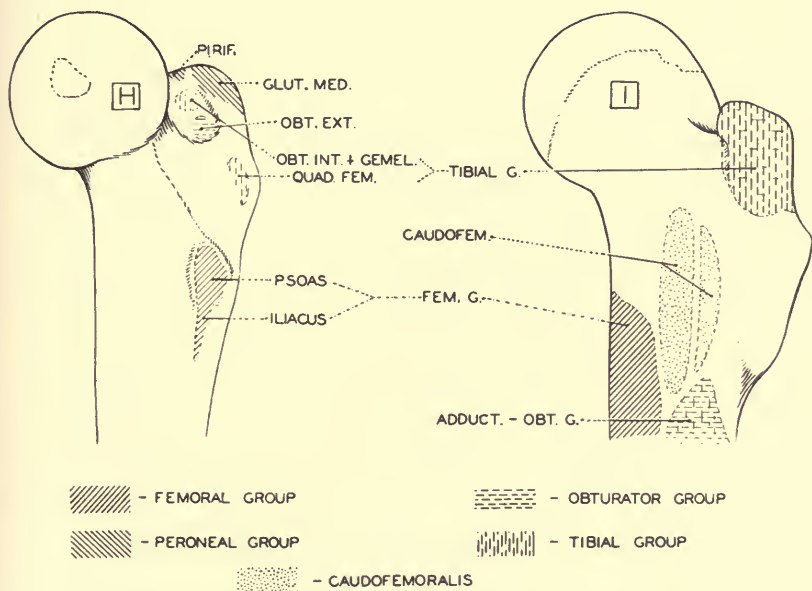 PIRIF.
H
GLUT. MED.
OBT. EXT.
OBT. INT. + GEMEL.
QUAD. FEM.
TIBIAL G.
PSOAS
ILIACUS
FEM. G.
I
CAUDOFEM.
ADDUCT. - OBT. G.
- FEMORAL GROUP
- OBTURATOR GROUP
- PERONEAL GROUP
- TIBIAL GROUP
- CAUDOFEMORALIS